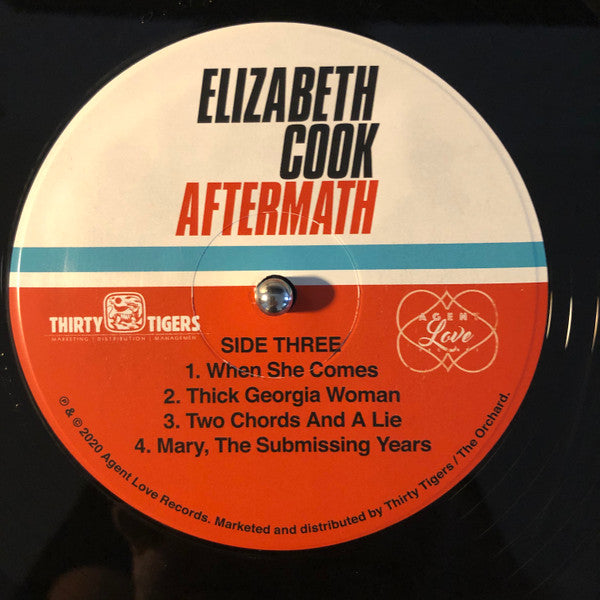 ELIZABETH
COOK
AFTERMATH
THIRTY TIGERS
MARKETING | DISTRIBUTION | MANAGEMEN
AGENT
Love
SIDE THREE
1. When She Comes
2. Thick Georgia Woman
3. Two Chords And A Lie
4. Mary, The Submissing Years
℗ & © 2020 Agent Love Records. Marketed and distributed by Thirty Tigers / The Orchard.